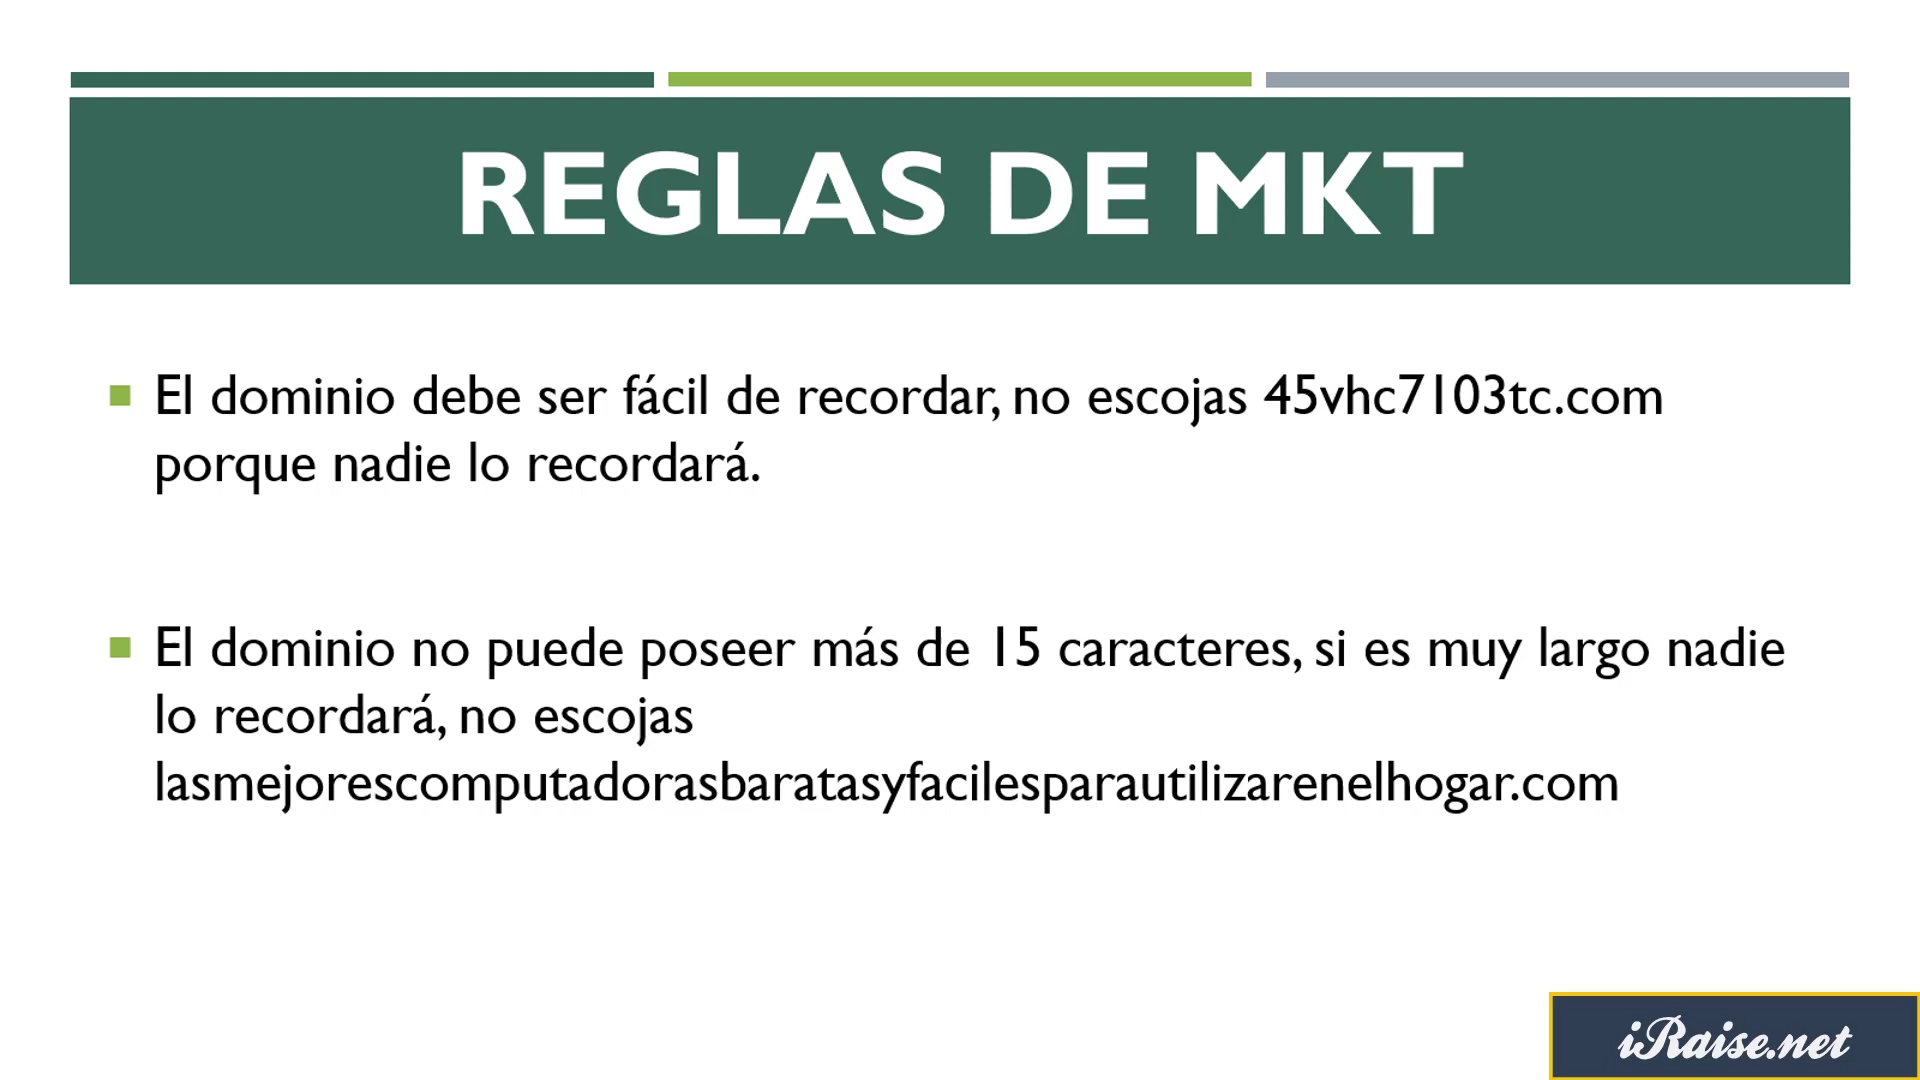 REGLAS DE MKT
El dominio debe ser fácil de recordar, no escojas 45vhc7103tc.com
porque nadie lo recordará.
El dominio no puede poseer más de 15 caracteres, si es muy largo nadie
lo recordará, no escojas
lasmejorescomputadorasbaratasyfacilesparautilizarenelhogar.com
iRaise.net